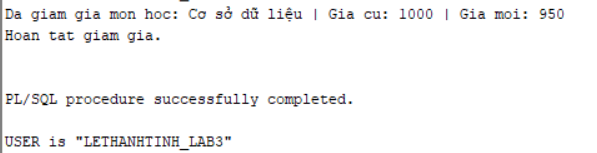 Da giam gia mon hoc: Cơ sở dữ liệu | Gia cu: 1000 | Gia moi: 950
Hoan tat giam gia.
PL/SQL procedure successfully completed.
USER is "LETHANHTINH_LAB3"